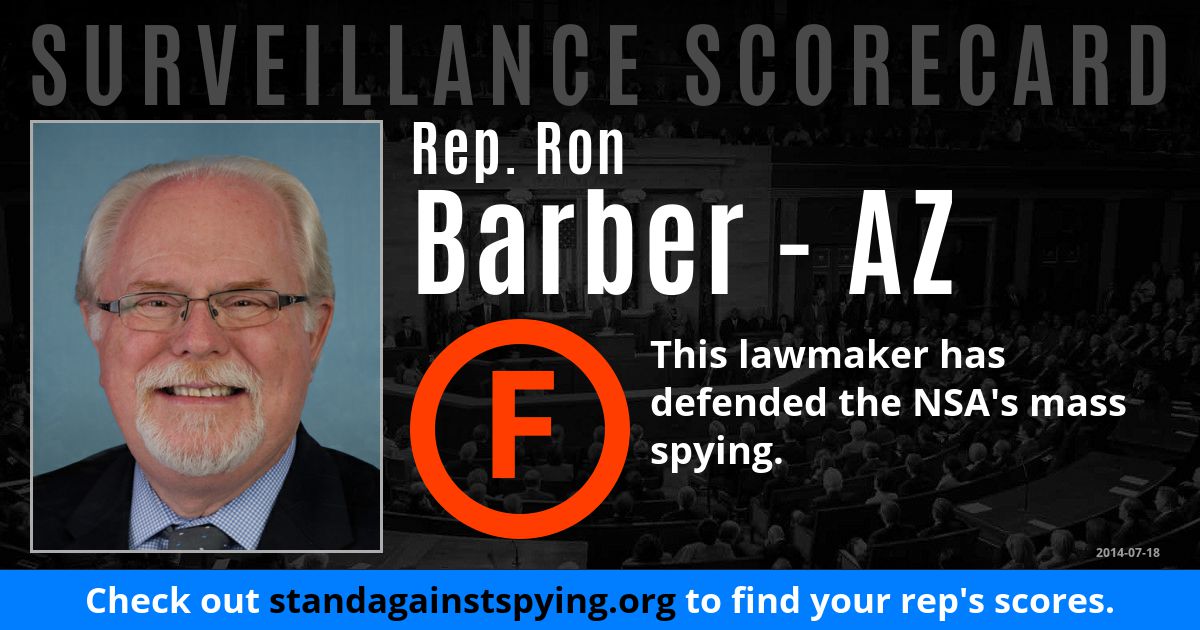 SURVEILLANCE SCORECARD
Rep. Ron
Barber - AZ
F
This lawmaker has
defended the NSA's mass
spying.
2014-07-18
Check out standagainstspying.org to find your rep's scores.